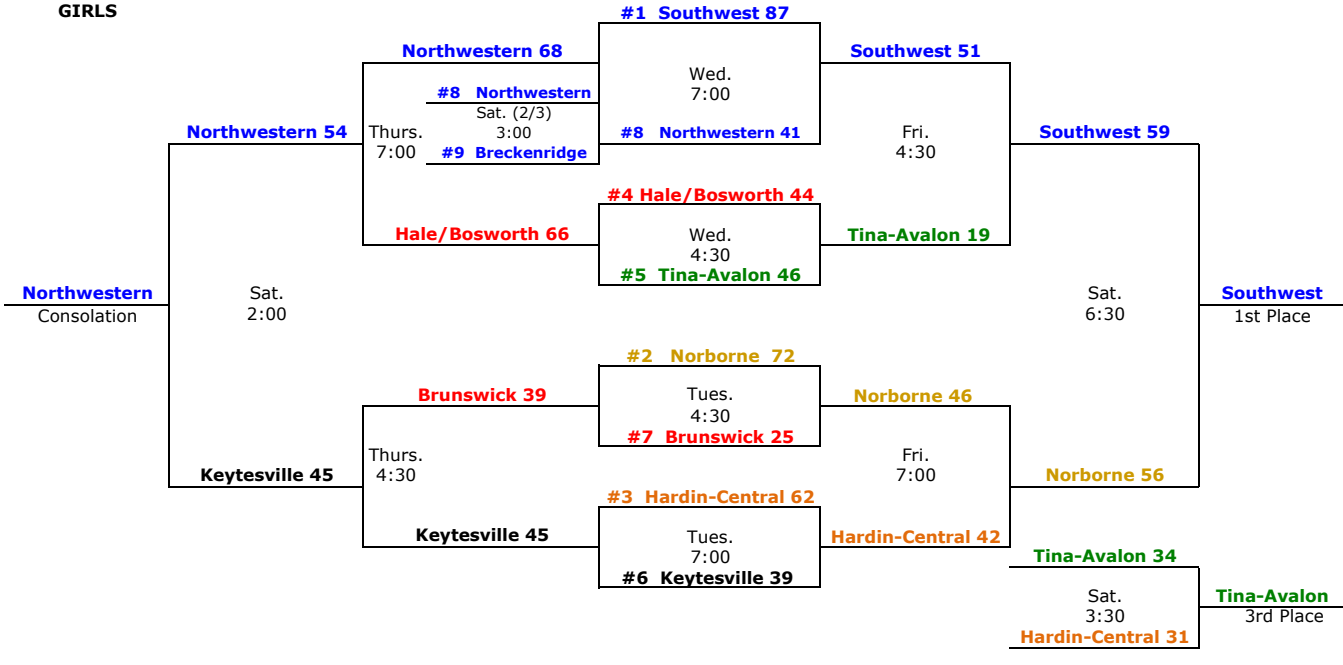 GIRLS
#1 Southwest 87
Northwestern 68
Southwest 51
Wed.
7:00
#8 Northwestern
Sat. (2/3)
3:00
#9 Breckenridge
Northwestern 54
Thurs.
7:00
#8 Northwestern 41
Fri.
4:30
Southwest 59
#4 Hale/Bosworth 44
Hale/Bosworth 66
Wed.
4:30
Tina-Avalon 19
#5 Tina-Avalon 46
Northwestern
Consolation
Sat.
2:00
Sat.
6:30
Southwest
1st Place
#2 Norborne 72
Brunswick 39
Tues.
4:30
Norborne 46
#7 Brunswick 25
Thurs.
4:30
Fri.
7:00
Keytesville 45
Norborne 56
#3 Hardin-Central 62
Keytesville 45
Tues.
7:00
Hardin-Central 42
#6 Keytesville 39
Tina-Avalon 34
Sat.
3:30
Tina-Avalon
3rd Place
Hardin-Central 31